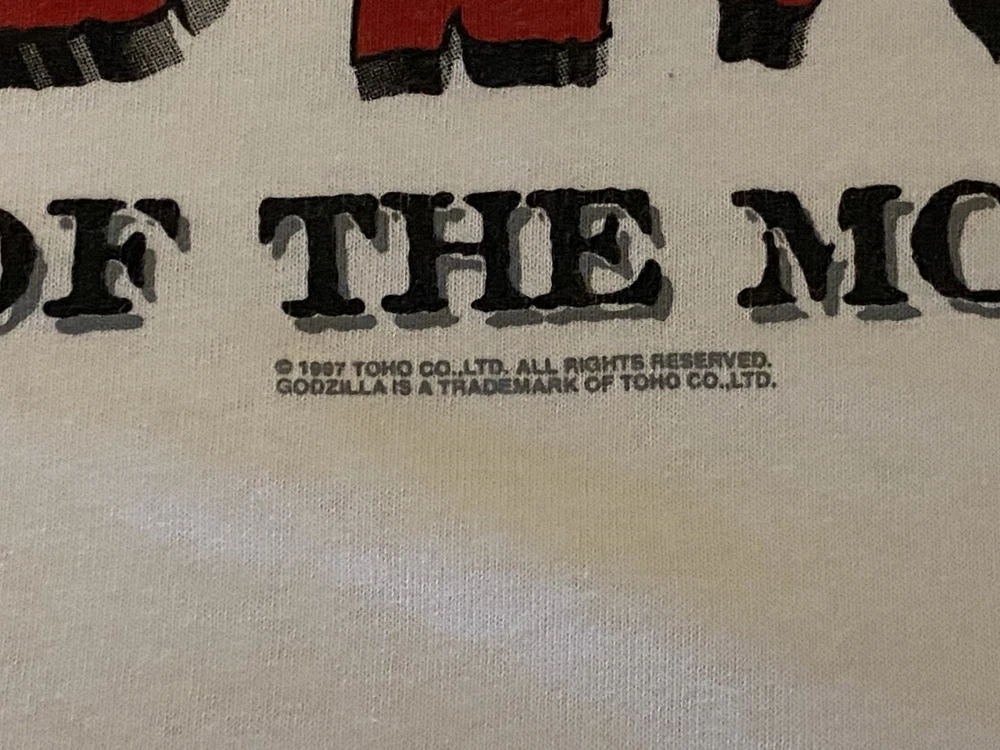 OF THE MO
© 1997 TOHO CO.,LTD. ALL RIGHTS RESERVED.
GODZILLA IS A TRADEMARK OF TOHO CO.,LTD.